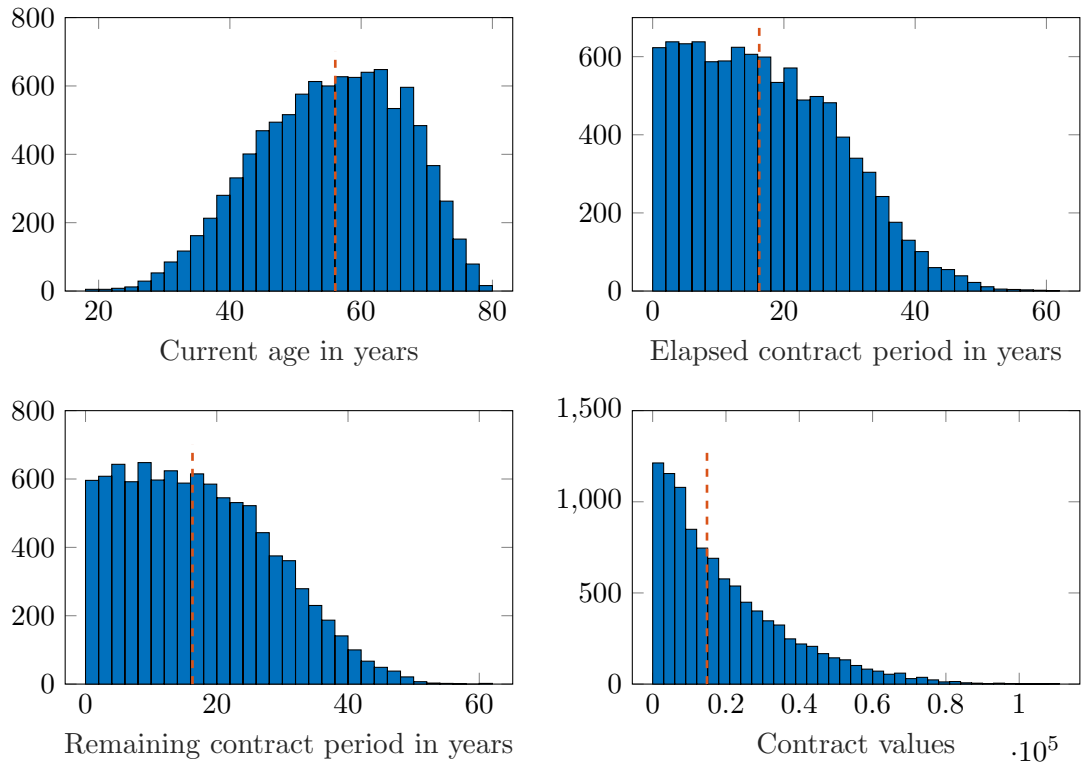 800
600
400
200
0
20 40 60 80
Current age in years
600
400
200
0
0 20 40 60
Elapsed contract period in years
800
600
400
200
0
0 20 40 60
Remaining contract period in years
1,500
1,000
500
0
0 0.2 0.4 0.6 0.8 1
Contract values
·10⁵